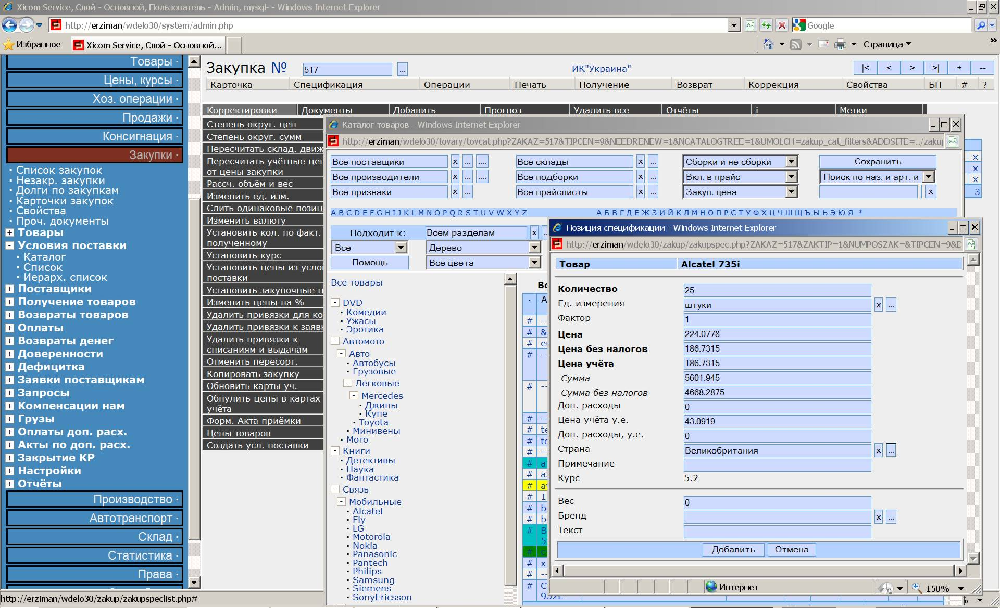 Xicom Service, Слой - Основной, Пользователь - Admin, mysql- - Windows Internet Explorer
http://erziman/wdelo30/system/admin.php
Google
Избранное
Xicom Service, Слой - Основной...
Страница
Товары ·
Цены, курсы ·
Хоз. операции ·
Продажи ·
Консигнация ·
Закупки ·
· Список закупок
· Незакр. закупки
· Долги по закупкам
· Карточки закупок
· Свойства
· Проч. документы
+ Товары
- Условия поставки
· Каталог
· Список
· Иерарх. список
+ Поставщики
+ Получение товаров
+ Возвраты товаров
+ Оплаты
+ Возвраты денег
+ Доверенности
+ Дефицитка
+ Заявки поставщикам
+ Запросы
+ Компенсации нам
+ Грузы
+ Оплаты доп. расх.
+ Акты по доп. расх.
+ Закрытие КР
+ Настройки
+ Отчёты
Производство ·
Автотранспорт ·
Склад ·
Статистика ·
Права ·
http://erziman/wdelo30/zakup/zakupspeclist.php#
Закупка № 517 ... ИК"Украина" |< < > >| + --
Карточка Спецификация Операции Печать Получение Возврат Коррекция Свойства БП # ?
Корректировки Документы Добавить Прогноз Удалить все Отчёты i Метки
Степень округ. цен
Степень округ. сумм
Пересчитать склад. движ
Пересчитать учётные цен
от цены закупки
Рассч. объём и вес
Изменить ед. изм.
Слить одинаковые позиц
Изменить валюту
Установить кол. по факт.
полученному
Установить курс
Установить цены из усло
поставки
Установить закупочные ц
Изменить цены на %
Удалить привязки для ко
Удалить привязки к заявк
Удалить привязки к
списаниям и выдачам
Отменить пересорт.
Копировать закупку
Обновить карты уч.
Обнулить цены в картах
учёта
Форм. Акта приёмки
Цены товаров
Создать усл. поставки
x
x
x
3
Каталог товаров - Windows Internet Explorer
http://erziman/wdelo30/tovary/tovcat.php?ZAKAZ=517&TIPCEN=9&NEEDRENEW=1&NCATALOGTREE=1&UMOLCH=zakup_cat_filters&ADDSITE=../zakup
Все поставщики x ... .... Все склады x ... Сборки и не сборки Сохранить
Все производители x ... .... Все подборки x ... Вкл. в прайс Поиск по наз. и арт. и
Все признаки x ... Все прайслисты x ... Закуп. цена x
A B C D E F G H I J K L M N O P Q R S T U V W X Y Z А Б В Г Д Е Ж З И Й К Л М Н О П Р С Т У Ф Х Ц Ч Ш Щ Ъ Ы Ь Э Ю Я *
Подходит к: Всем разделам x
Все Дерево
Помощь Все цвета
Все товары
- DVD
· Комедии
· Ужасы
· Эротика
- Автомото
- Авто
· Автобусы
· Грузовые
- Легковые
- Mercedes
· Джипы
· Купе
· Toyota
· Минивены
· Мото
- Книги
· Детективы
· Наука
· Фантастика
- Связь
- Мобильные
· Alcatel
· Fly
· LG
· Motorola
· Nokia
· Panasonic
· Pantech
· Philips
· Samsung
· Siemens
· SonyEricsson
Позиция спецификации - Windows Internet Explorer
http://erziman/wdelo30/zakup/zakupspec.php?ZAKAZ=517&ZAKTIP=1&NUMPOSZAK=&TIPCEN=9&D
Товар Alcatel 735i
Количество 25
Ед. измерения штуки x ...
Фактор 1
Цена 224.0778
Цена без налогов 186.7315
Цена учёта 186.7315
Сумма 5601.945
Сумма без налогов 4668.2875
Доп. расходы 0
Цена учёта у.е. 43.0919
Доп. расходы, у.е. 0
Страна Великобритания x ...
Примечание
Курс 5.2
Вес 0
Бренд x ...
Текст
Добавить Отмена
Интернет 150%